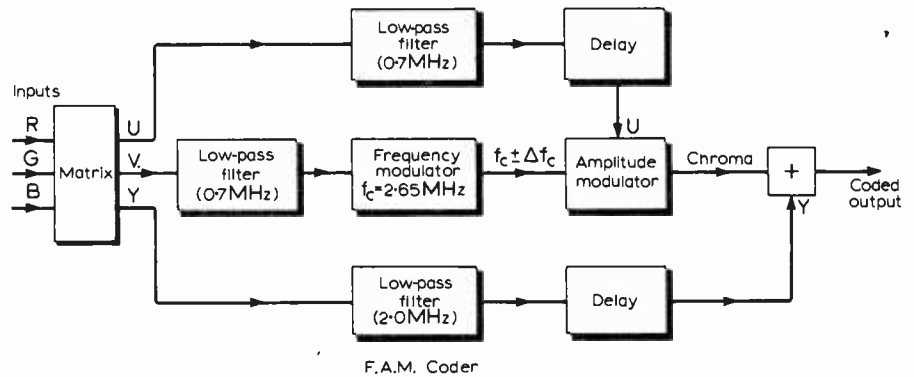 Inputs
R
G
B
Matrix
U
V.
Y
Low-pass
filter
(0·7MHz)
Delay
U
Low-pass
filter
(0·7MHz)
Frequency
modulator
fc=2·65MHz
fc ± Δfc
Amplitude
modulator
Chroma
+
Coded
output
Y
Low-pass
filter
(2·0MHz)
Delay
F.A.M. Coder